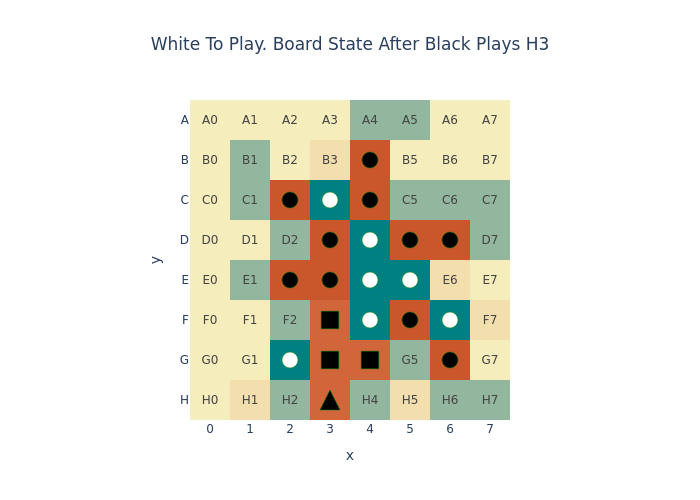 White To Play. Board State After Black Plays H3
A A0 A1 A2 A3 A4 A5 A6 A7
B B0 B1 B2 B3 B5 B6 B7
C C0 C1 C5 C6 C7
D D0 D1 D2 D7
E E0 E1 E6 E7
F F0 F1 F2 F7
G G0 G1 G5 G7
H H0 H1 H2 H4 H5 H6 H7
0 1 2 3 4 5 6 7
x
y